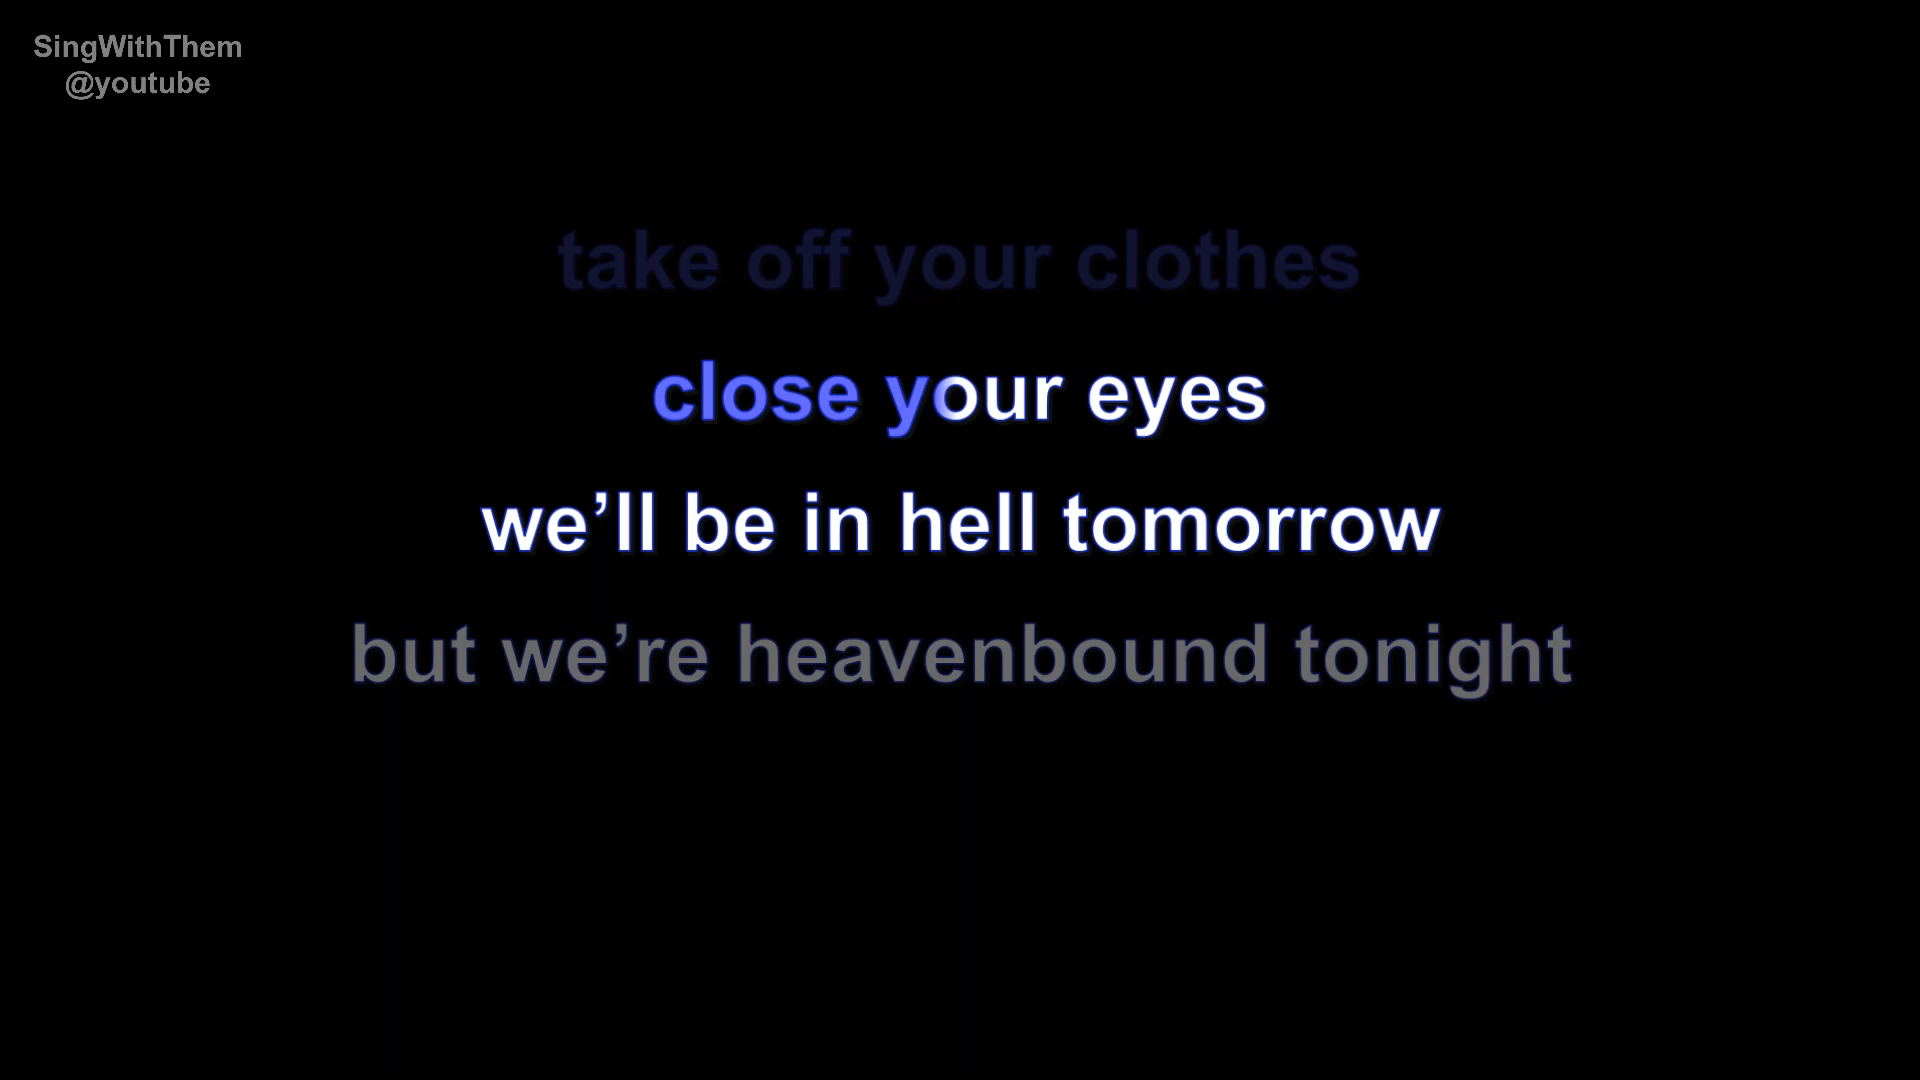 SingWithThem
@youtube
take off your clothes
close your eyes
we’ll be in hell tomorrow
but we’re heavenbound tonight